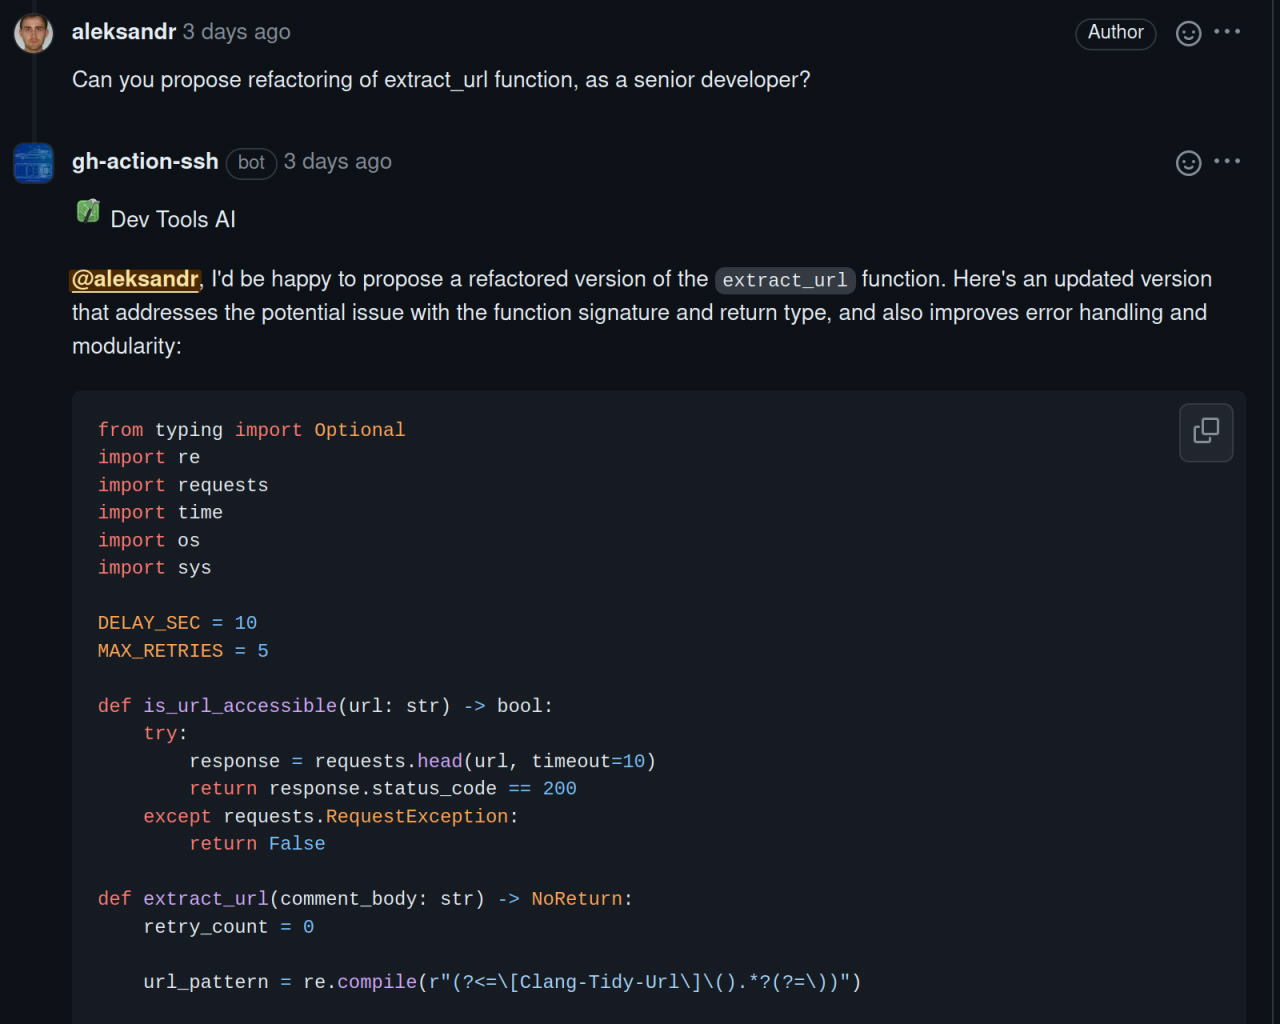 aleksandr 3 days ago
Author
Can you propose refactoring of extract_url function, as a senior developer?
gh-action-ssh bot 3 days ago
Dev Tools AI
@aleksandr, I'd be happy to propose a refactored version of the extract_url function. Here's an updated version
that addresses the potential issue with the function signature and return type, and also improves error handling and
modularity:
from typing import Optional
import re
import requests
import time
import os
import sys
DELAY_SEC = 10
MAX_RETRIES = 5
def is_url_accessible(url: str) -> bool:
    try:
        response = requests.head(url, timeout=10)
        return response.status_code == 200
    except requests.RequestException:
        return False
def extract_url(comment_body: str) -> NoReturn:
    retry_count = 0
    url_pattern = re.compile(r"(?<=\[Clang-Tidy-Url\]\().*?(?=\))")